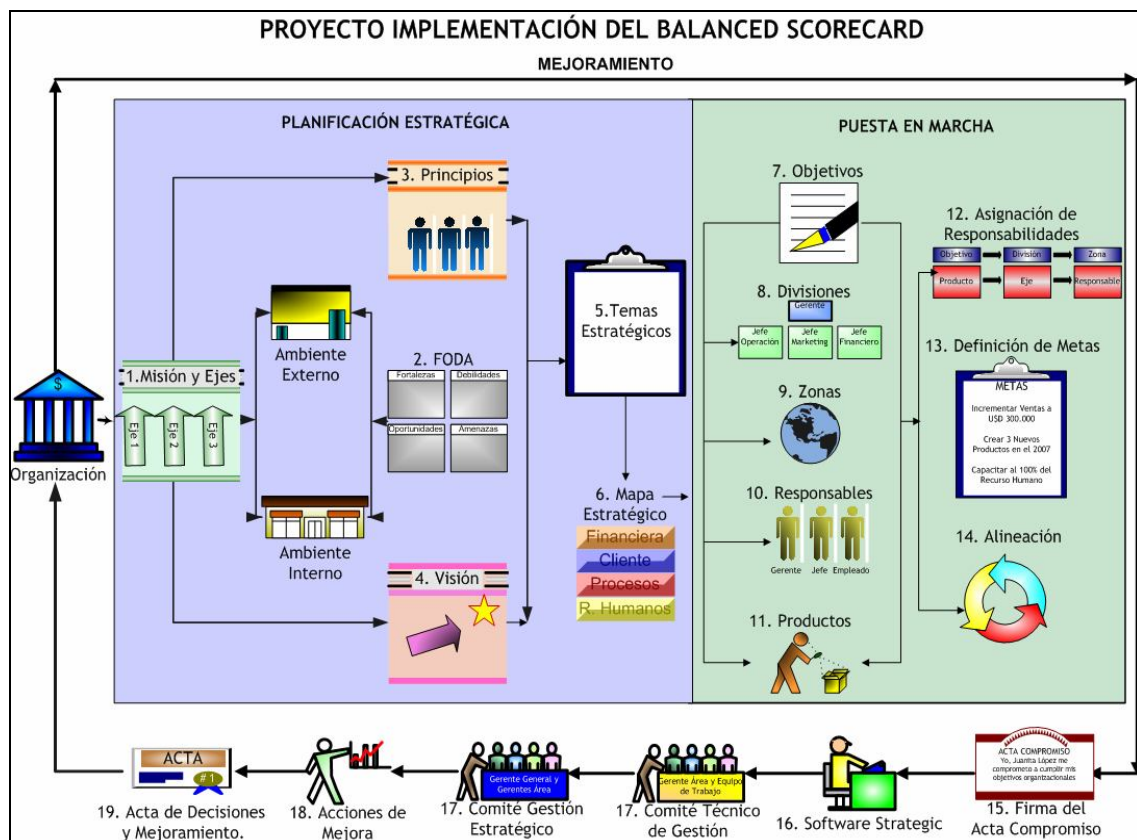 PROYECTO IMPLEMENTACIÓN DEL BALANCED SCORECARD
MEJORAMIENTO
PLANIFICACIÓN ESTRATÉGICA
PUESTA EN MARCHA
$
Organización
1.Misión y Ejes
Eje 1
Eje 2
Eje 3
3. Principios
Ambiente
Externo
2. FODA
Fortalezas
Debilidades
Oportunidades
Amenazas
Ambiente
Interno
4. Visión
5.Temas
Estratégicos
6. Mapa
Estratégico
Financiera
Cliente
Procesos
R. Humanos
7. Objetivos
8. Divisiones
Gerente
Jefe
Operación
Jefe
Marketing
Jefe
Financiero
9. Zonas
10. Responsables
Gerente
Jefe
Empleado
11. Productos
12. Asignación de
Responsabilidades
Objetivo
División
Zona
Producto
Eje
Responsable
13. Definición de Metas
METAS
Incrementar Ventas a
USD 300.000
Crear 3 Nuevos
Productos en el 2007
Capacitar al 100% del
Recurso Humano
14. Alineación
ACTA
# 1
19. Acta de Decisiones
y Mejoramiento.
18. Acciones de
Mejora
Gerente General y
Gerentes Área
17. Comité Gestión
Estratégico
Gerente Área y Equipo
de Trabajo
17. Comité Técnico
de Gestión
16. Software Strategic
ACTA COMPROMISO
Yo, Juanita López me
comprometo a cumplir mis
objetivos organizacionales
15. Firma del
Acta Compromiso